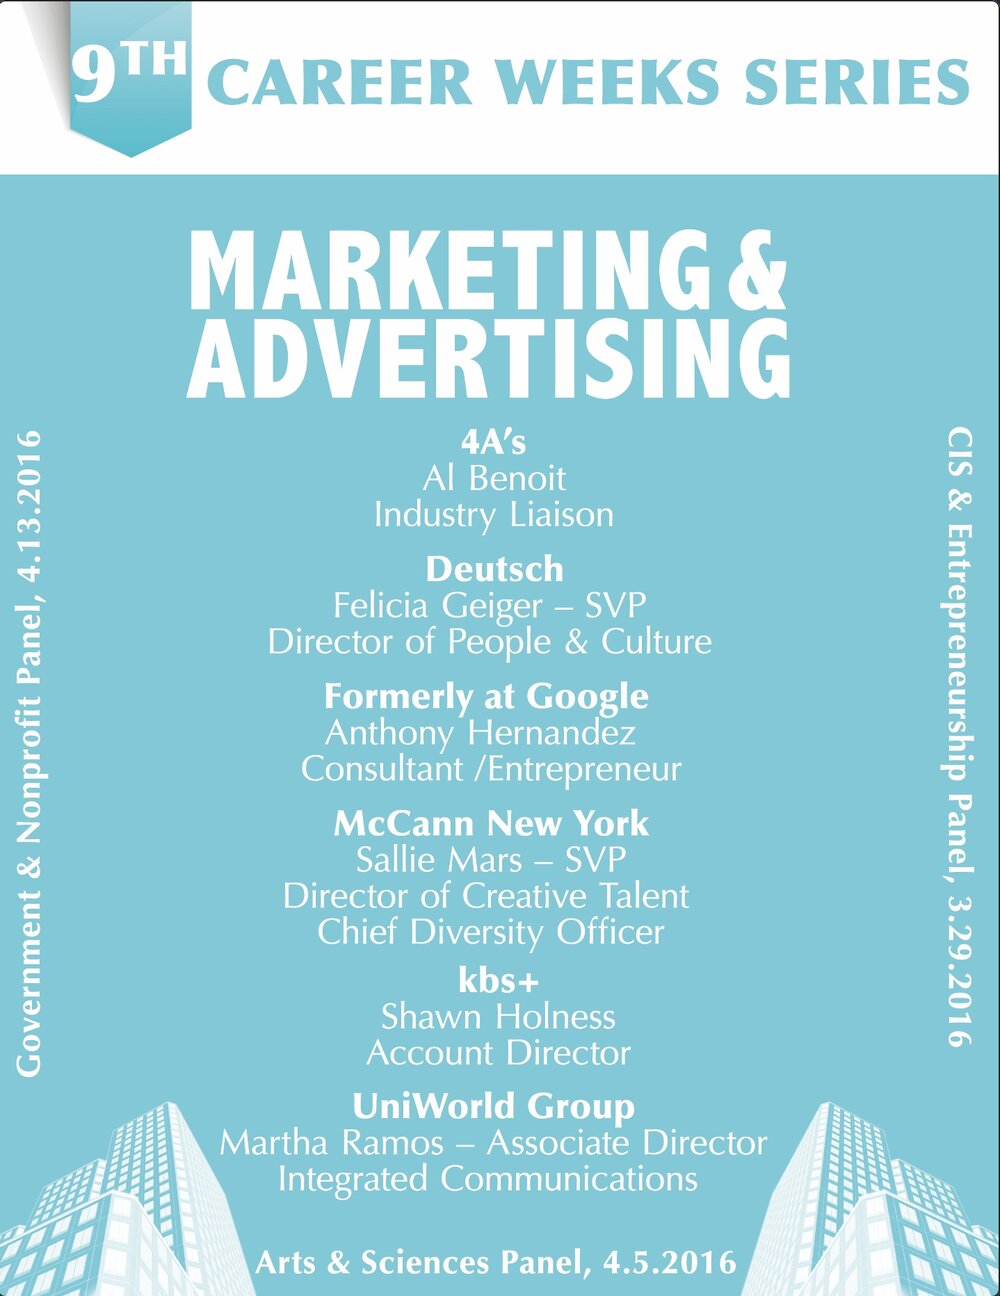 9TH CAREER WEEKS SERIES
MARKETING &
ADVERTISING
4A’s
Al Benoit
Industry Liaison
Deutsch
Felicia Geiger – SVP
Director of People & Culture
Formerly at Google
Anthony Hernandez
Consultant /Entrepreneur
McCann New York
Sallie Mars – SVP
Director of Creative Talent
Chief Diversity Officer
kbs+
Shawn Holness
Account Director
UniWorld Group
Martha Ramos – Associate Director
Integrated Communications
Arts & Sciences Panel, 4.5.2016
Government & Nonprofit Panel, 4.13.2016
CIS & Entrepreneurship Panel, 3.29.2016